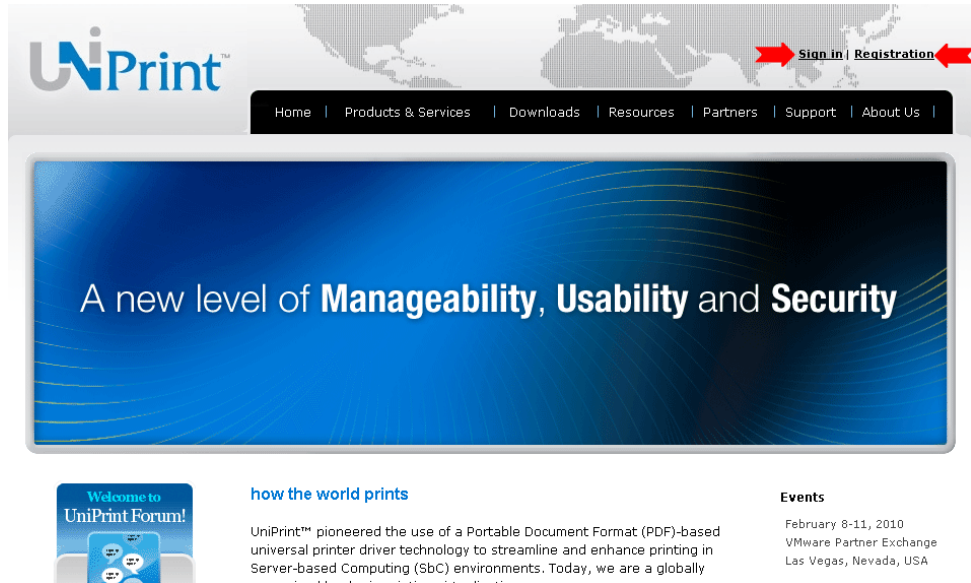 UniPrint™
Sign in | Registration
Home | Products & Services | Downloads | Resources | Partners | Support | About Us |
A new level of Manageability, Usability and Security
Welcome to
UniPrint Forum!
how the world prints
UniPrint™ pioneered the use of a Portable Document Format (PDF)-based
universal printer driver technology to streamline and enhance printing in
Server-based Computing (SbC) environments. Today, we are a globally
Events
February 8-11, 2010
VMware Partner Exchange
Las Vegas, Nevada, USA